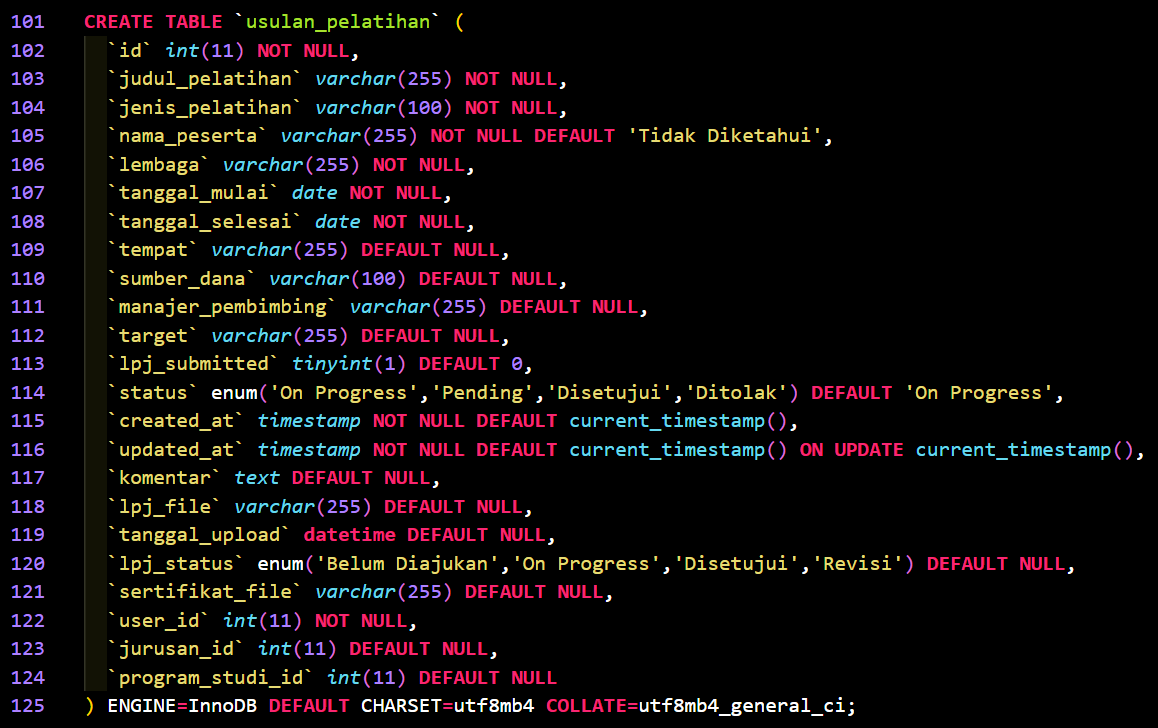 101 CREATE TABLE `usulan_pelatihan` (
102 `id` int(11) NOT NULL,
103 `judul_pelatihan` varchar(255) NOT NULL,
104 `jenis_pelatihan` varchar(100) NOT NULL,
105 `nama_peserta` varchar(255) NOT NULL DEFAULT 'Tidak Diketahui',
106 `lembaga` varchar(255) NOT NULL,
107 `tanggal_mulai` date NOT NULL,
108 `tanggal_selesai` date NOT NULL,
109 `tempat` varchar(255) DEFAULT NULL,
110 `sumber_dana` varchar(100) DEFAULT NULL,
111 `manajer_pembimbing` varchar(255) DEFAULT NULL,
112 `target` varchar(255) DEFAULT NULL,
113 `lpj_submitted` tinyint(1) DEFAULT 0,
114 `status` enum('On Progress','Pending','Disetujui','Ditolak') DEFAULT 'On Progress',
115 `created_at` timestamp NOT NULL DEFAULT current_timestamp(),
116 `updated_at` timestamp NOT NULL DEFAULT current_timestamp() ON UPDATE current_timestamp(),
117 `komentar` text DEFAULT NULL,
118 `lpj_file` varchar(255) DEFAULT NULL,
119 `tanggal_upload` datetime DEFAULT NULL,
120 `lpj_status` enum('Belum Diajukan','On Progress','Disetujui','Revisi') DEFAULT NULL,
121 `sertifikat_file` varchar(255) DEFAULT NULL,
122 `user_id` int(11) NOT NULL,
123 `jurusan_id` int(11) DEFAULT NULL,
124 `program_studi_id` int(11) DEFAULT NULL
125 ) ENGINE=InnoDB DEFAULT CHARSET=utf8mb4 COLLATE=utf8mb4_general_ci;